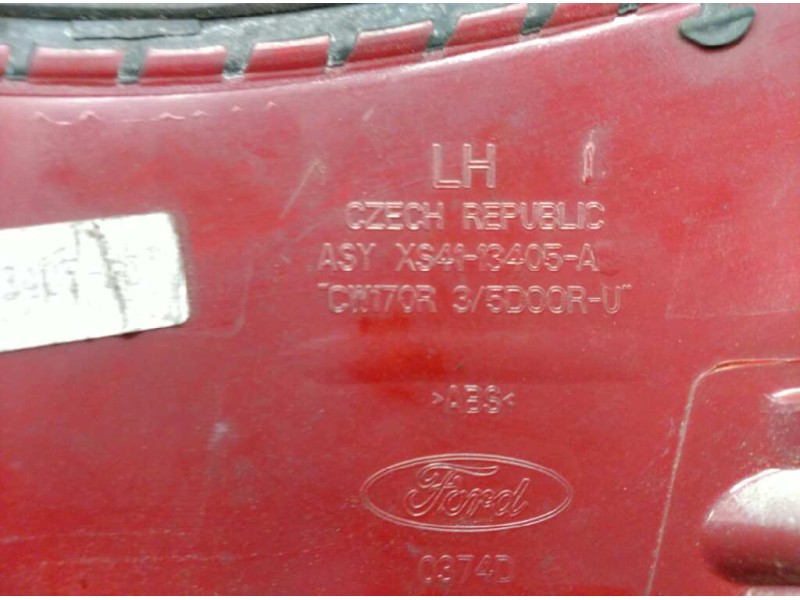 LH
CZECH REPUBLIC
ASY XS41-13405-A
"CW170R 3/5DOOR-U"
>ABS<
Ford
0374D